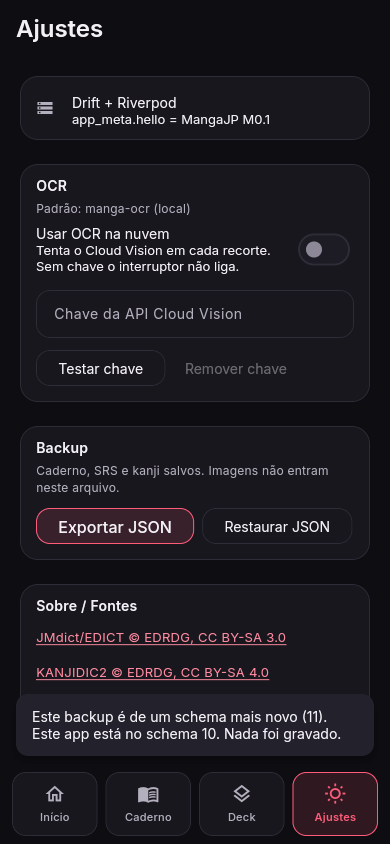 Ajustes
Drift + Riverpod
app_meta.hello = MangaJP M0.1
OCR
Padrão: manga-ocr (local)
Usar OCR na nuvem
Tenta o Cloud Vision em cada recorte.
Sem chave o interruptor não liga.
Chave da API Cloud Vision
Testar chave
Remover chave
Backup
Caderno, SRS e kanji salvos. Imagens não entram
neste arquivo.
Exportar JSON
Restaurar JSON
Sobre / Fontes
JMdict/EDICT © EDRDG, CC BY-SA 3.0
KANJIDIC2 © EDRDG, CC BY-SA 4.0
Este backup é de um schema mais novo (11).
Este app está no schema 10. Nada foi gravado.
Início
Caderno
Deck
Ajustes